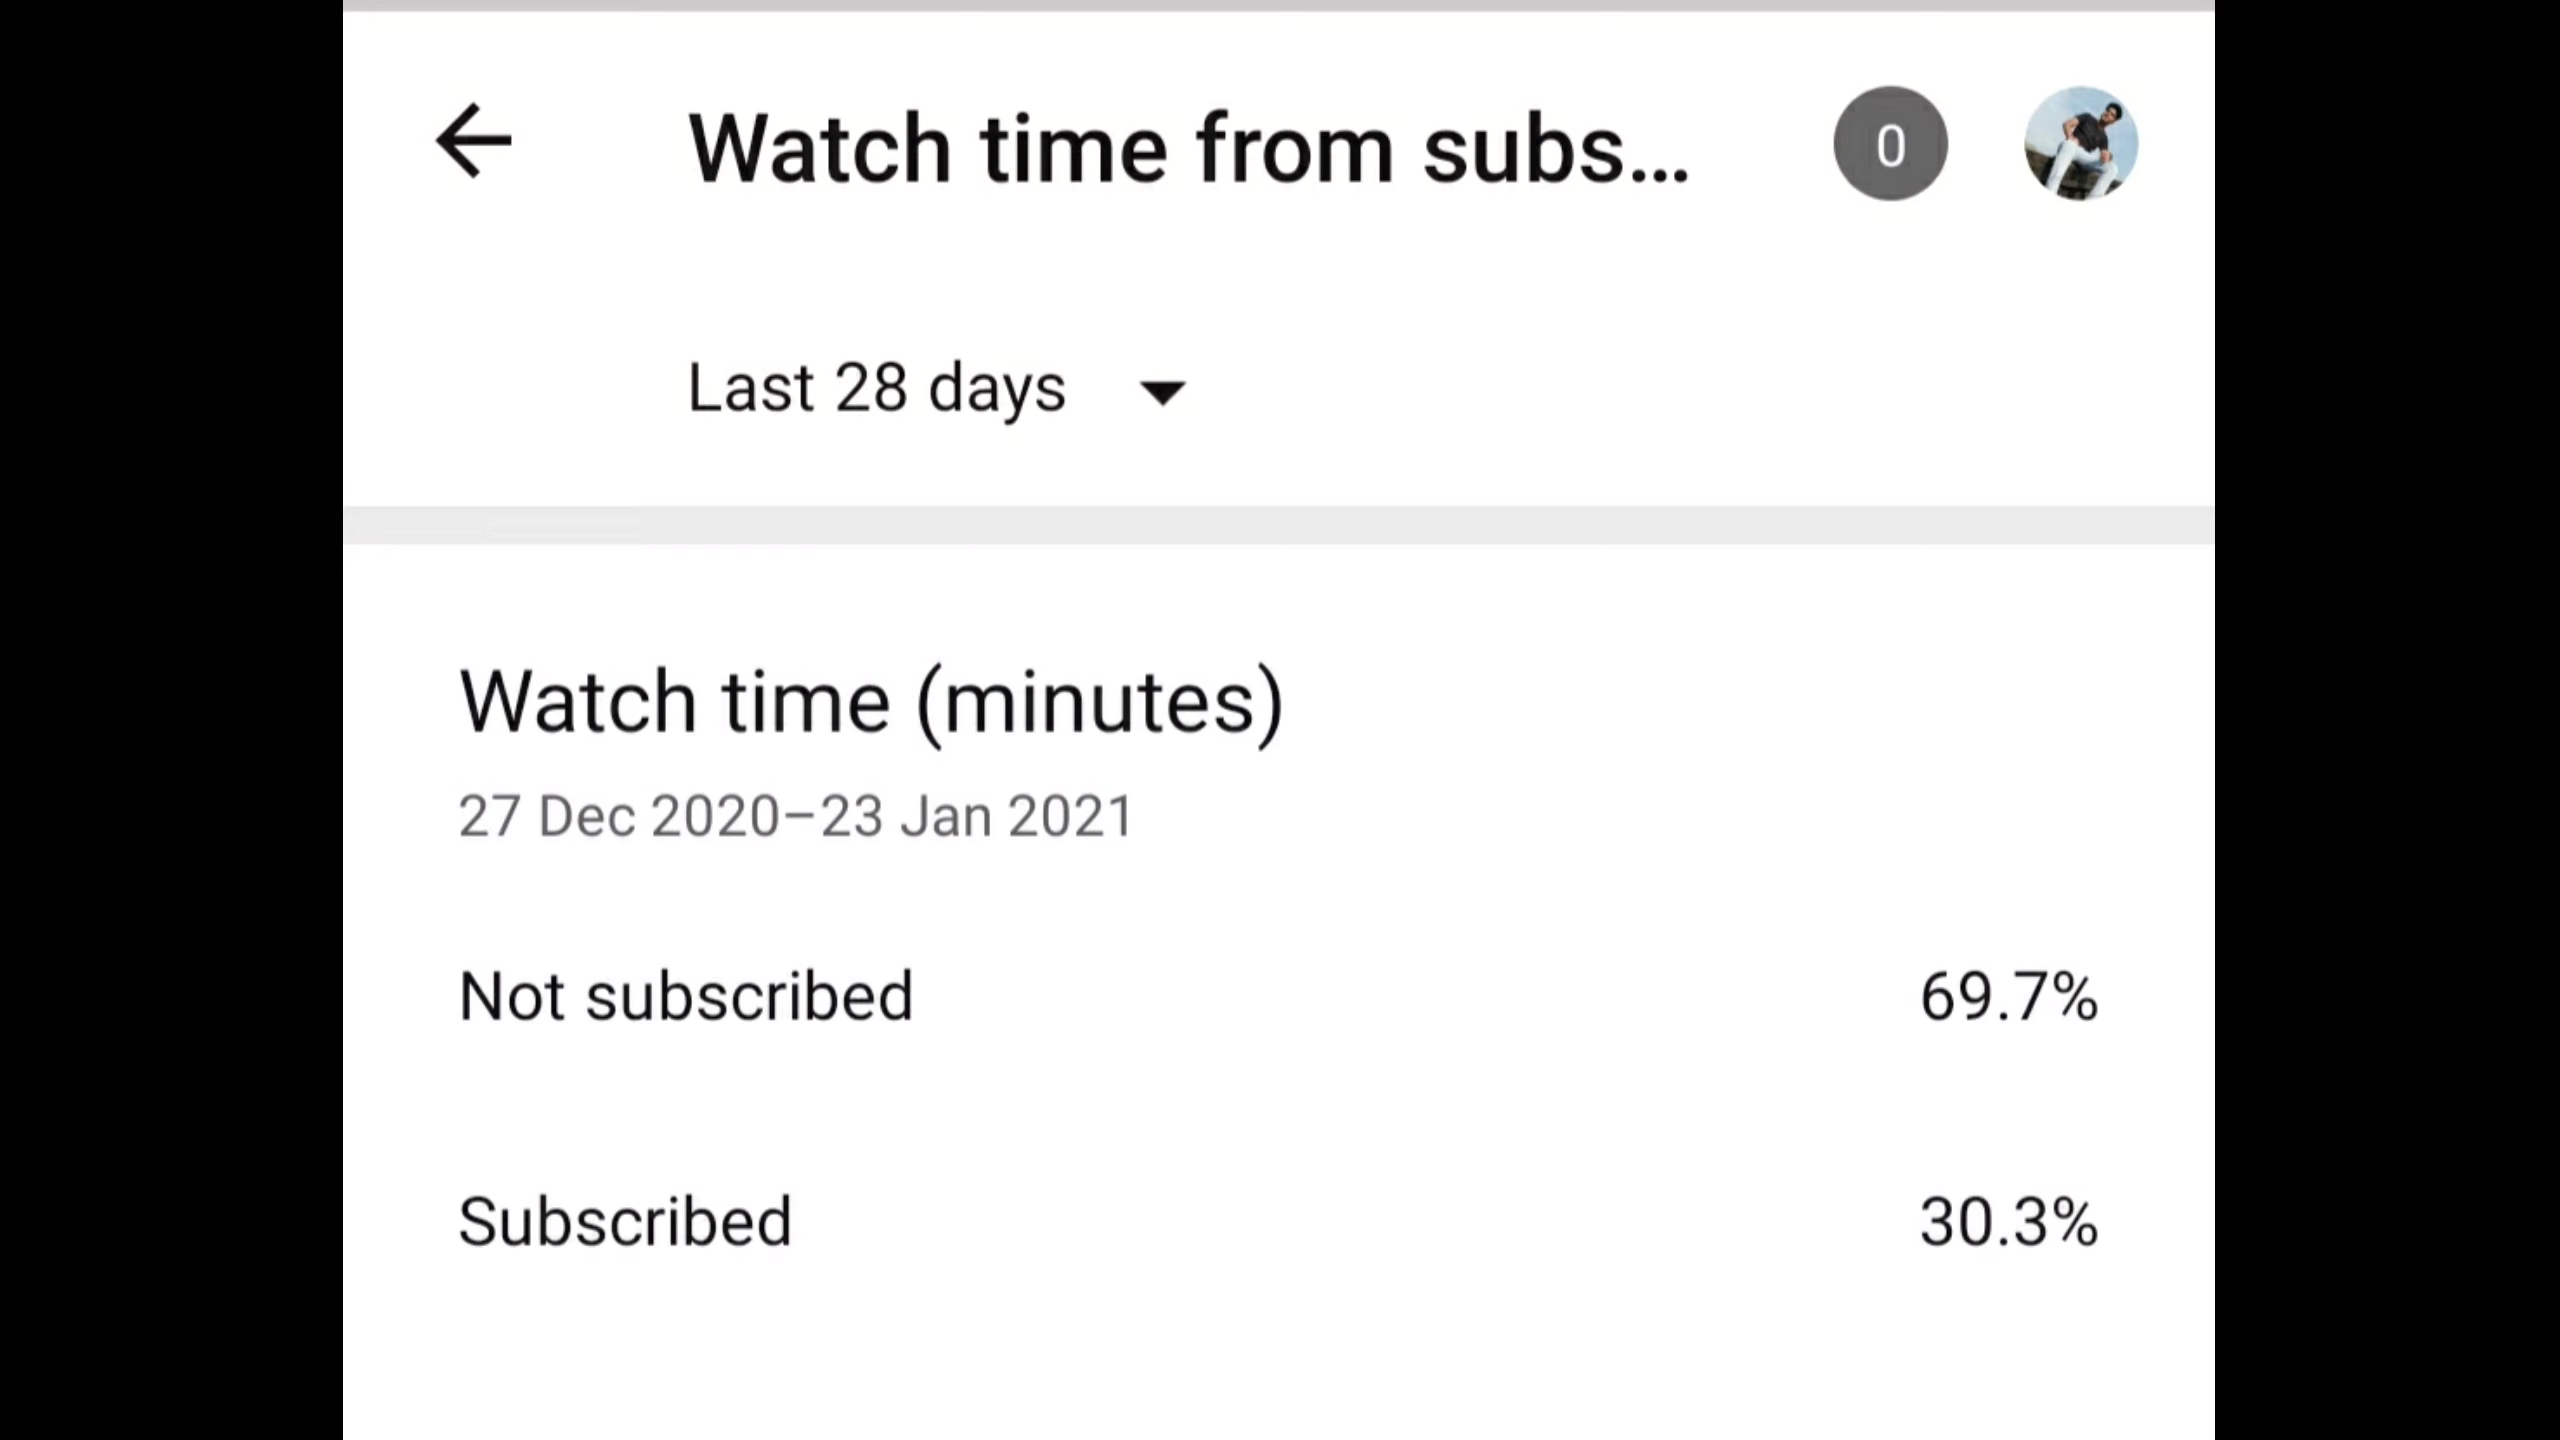 Watch time from subs...
0
Last 28 days
Watch time (minutes)
27 Dec 2020–23 Jan 2021
Not subscribed 69.7%
Subscribed 30.3%